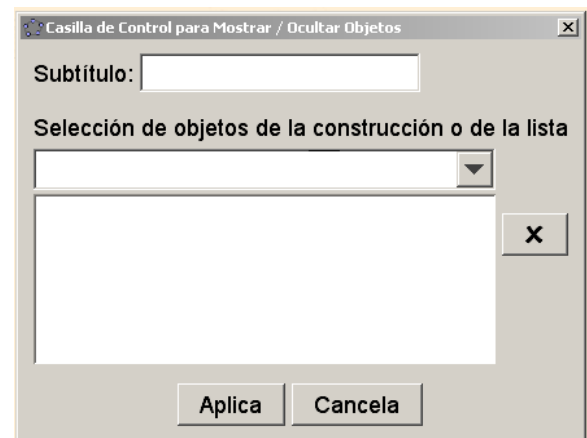 Casilla de Control para Mostrar / Ocultar Objetos
Subtítulo:
Selección de objetos de la construcción o de la lista
x
Aplica Cancela